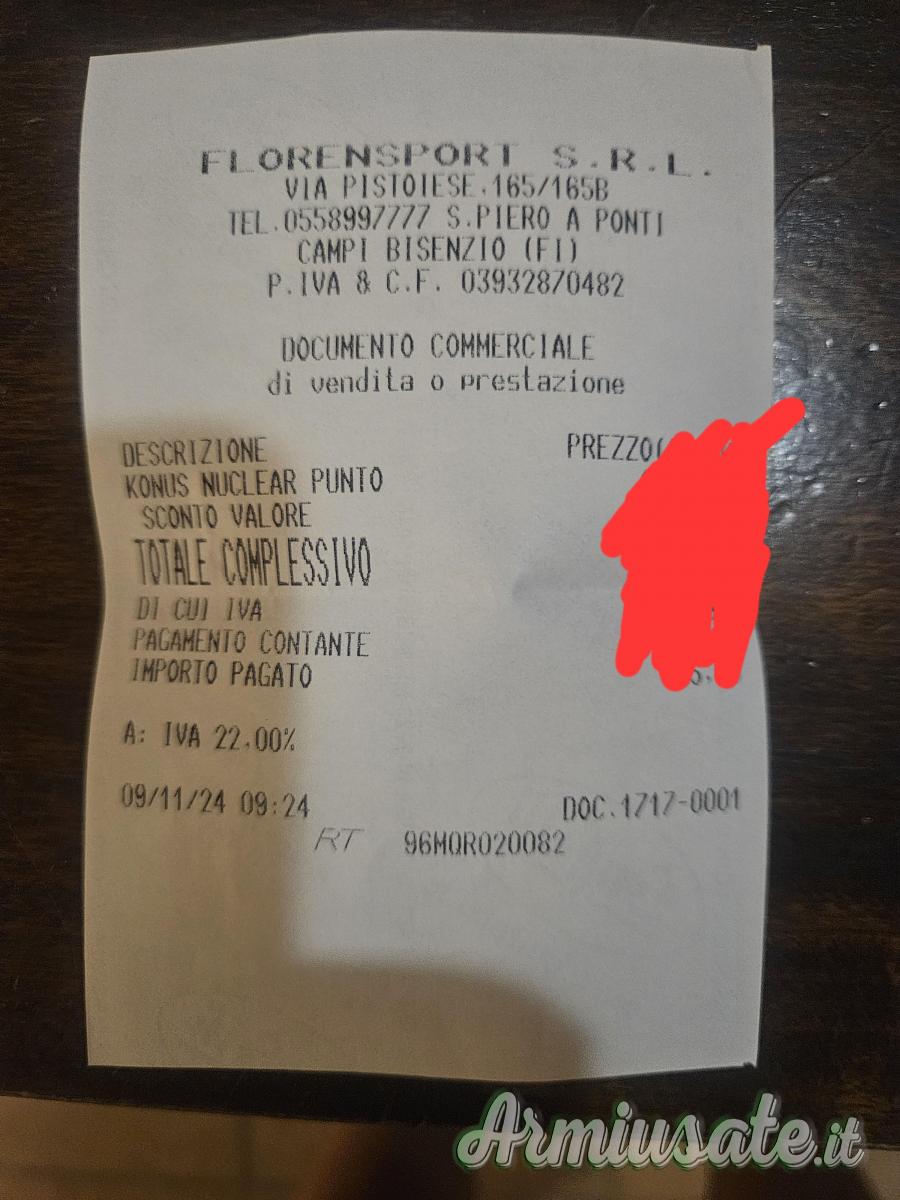 FLORENSPORT S.R.L.
VIA PISTOIESE.165/165B
TEL.0558997777 S.PIERO A PONTI
CAMPI BISENZIO (FI)
P.IVA & C.F. 03932870482
DOCUMENTO COMMERCIALE
di vendita o prestazione
DESCRIZIONE PREZZO(
KONUS NUCLEAR PUNTO
SCONTO VALORE
TOTALE COMPLESSIVO
DI CUI IVA
PAGAMENTO CONTANTE
IMPORTO PAGATO
A: IVA 22,00%
09/11/24 09:24 DOC.1717-0001
RT 96MQR020082
Armiusate.it